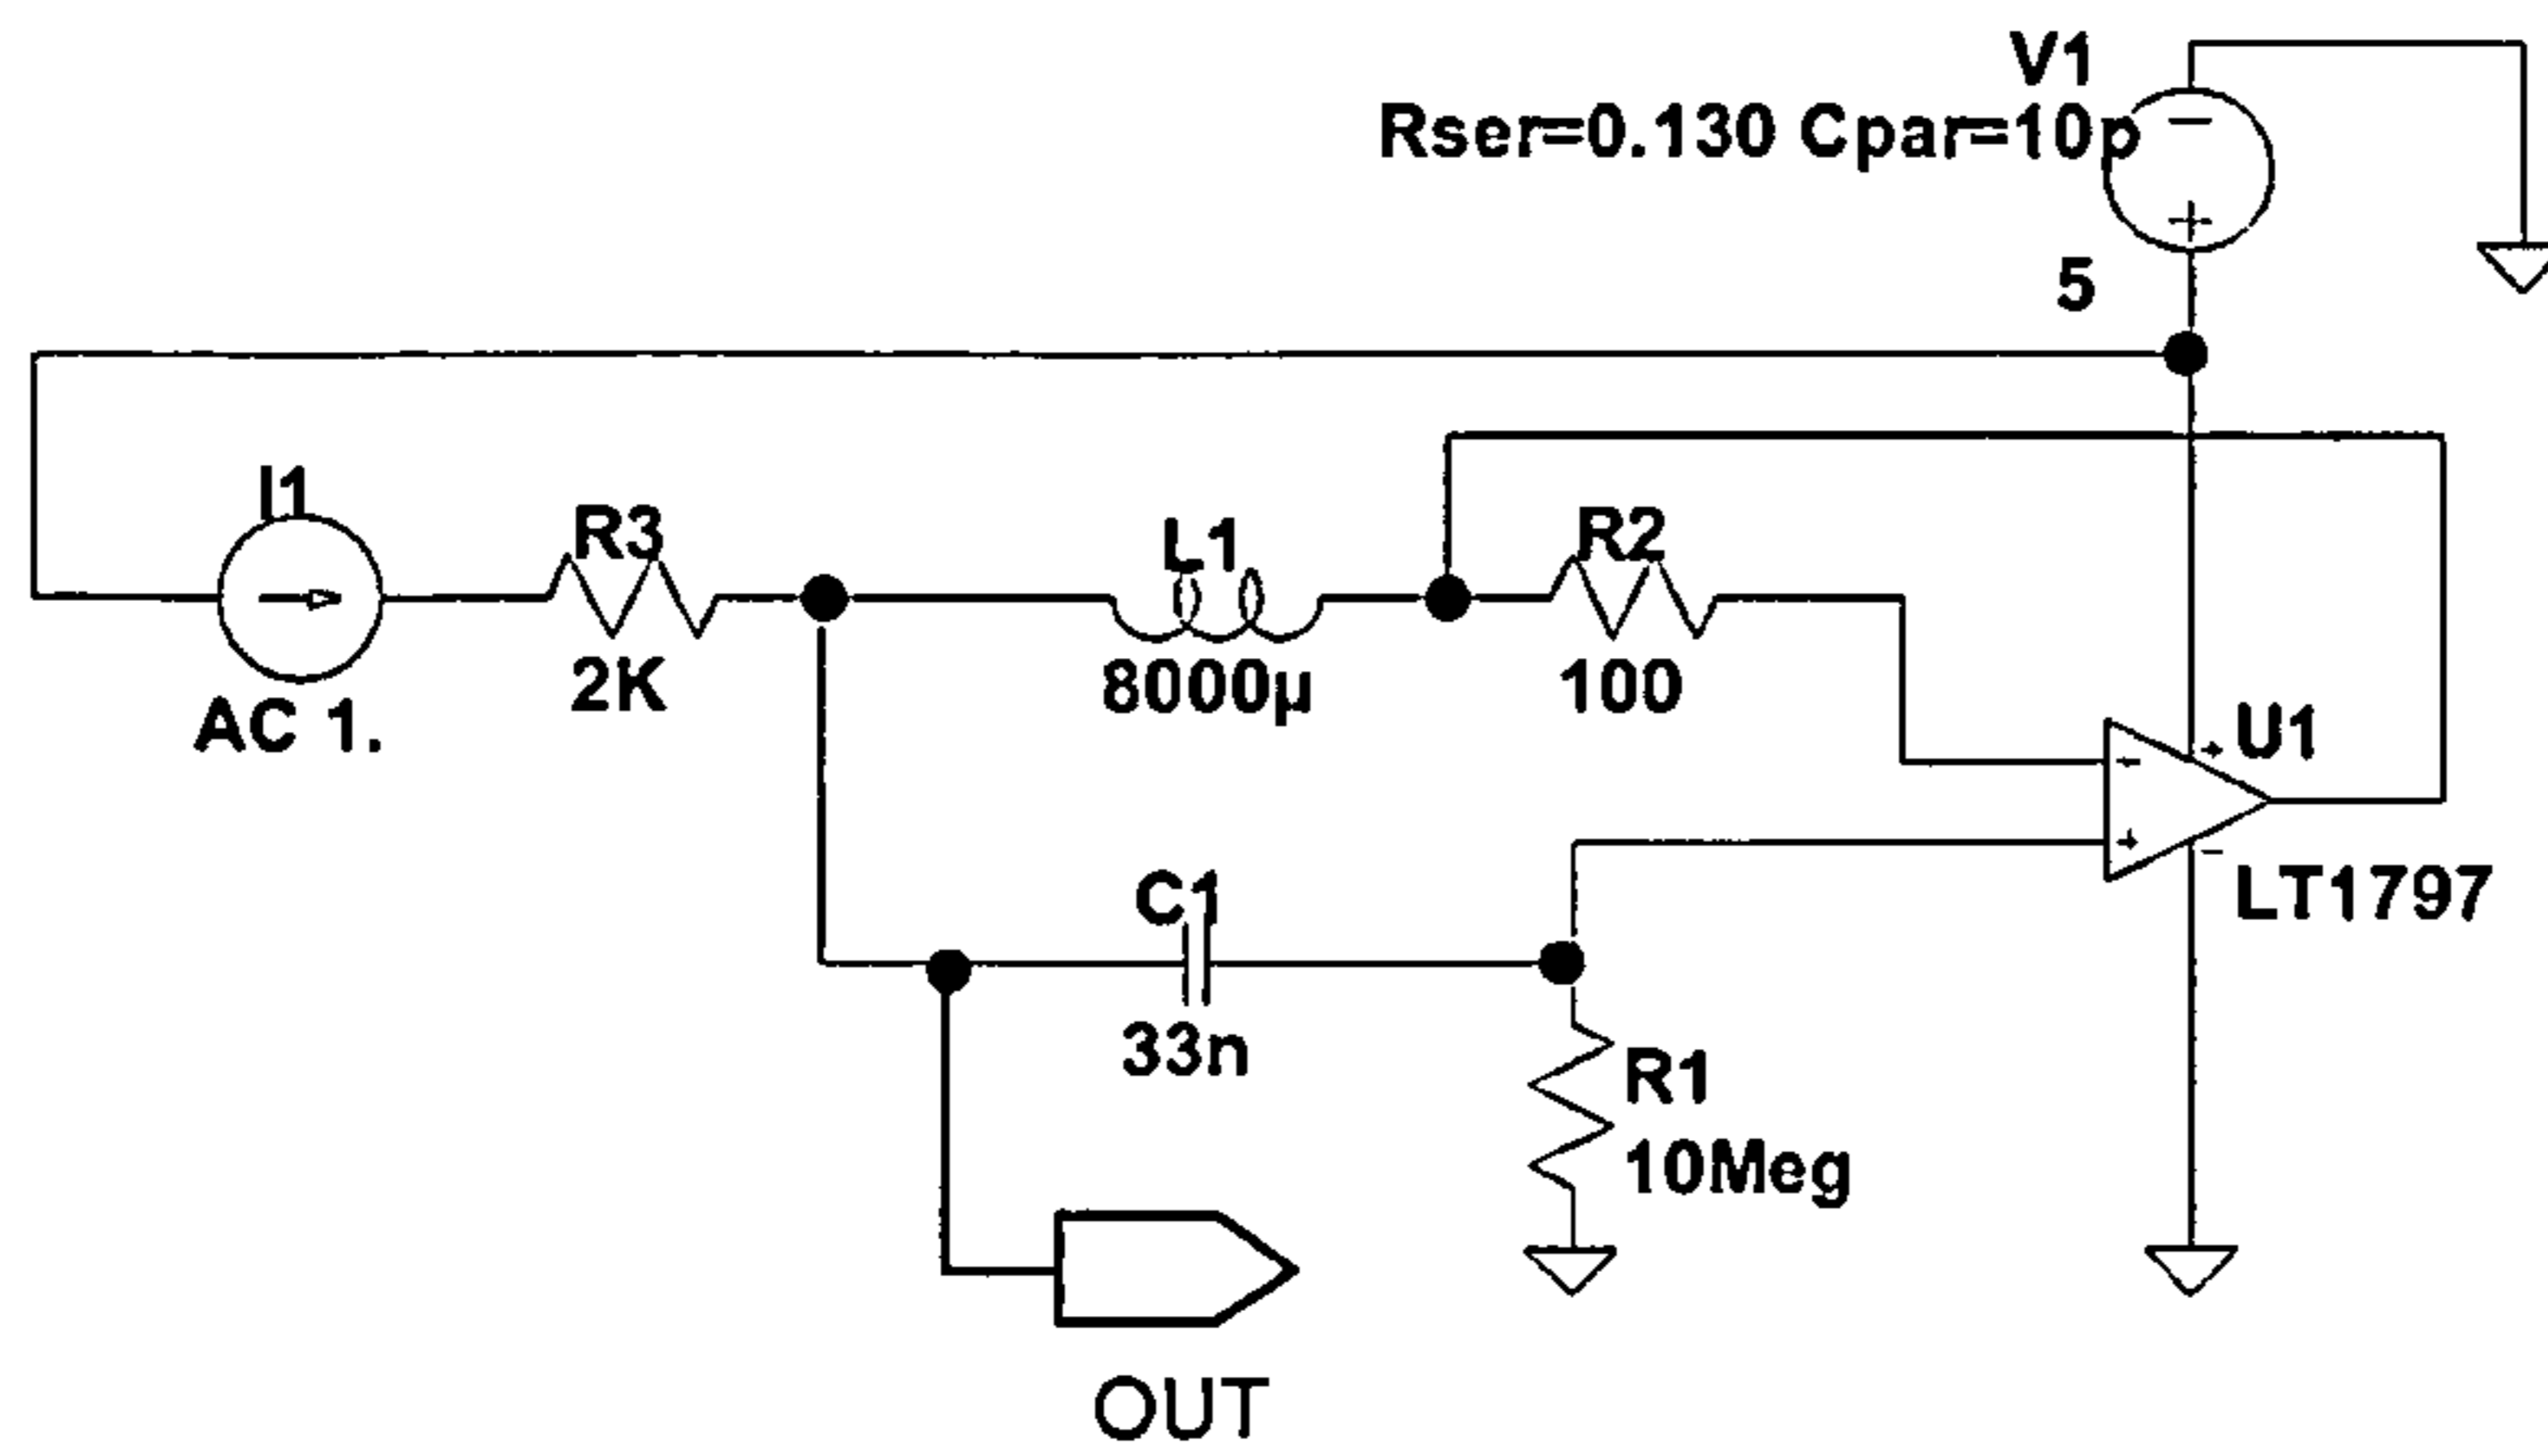 V1
Rser=0.130 Cpar=10p
5
I1
AC 1.
R3
2K
L1
8000µ
R2
100
U1
LT1797
C1
33n
R1
10Meg
OUT